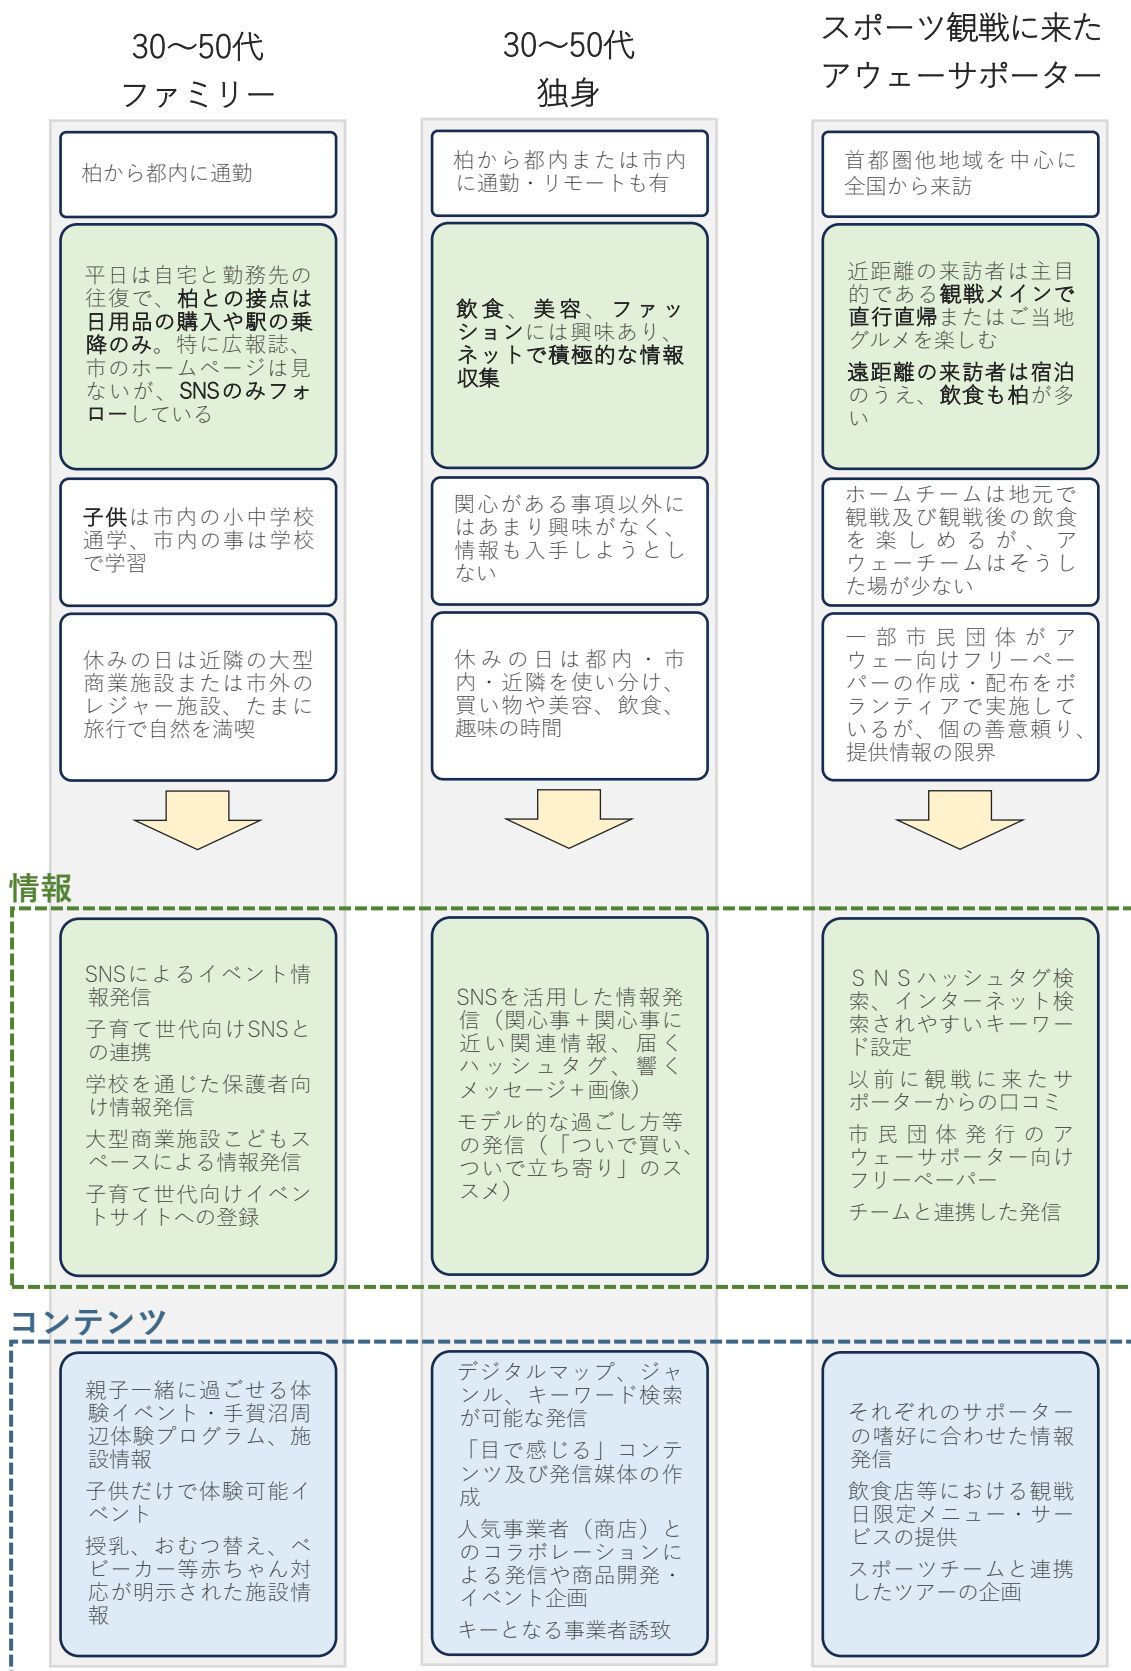 30〜50代
ファミリー
柏から都内に通勤
平日は自宅と勤務先の
往復で、柏との接点は
日用品の購入や駅の乗
降のみ。特に広報誌、
市のホームページは見
ないが、SNSのみフォ
ローしている
子供は市内の小中学校
通学、市内の事は学校
で学習
休みの日は近隣の大型
商業施設または市外の
レジャー施設、たまに
旅行で自然を満喫
30〜50代
独身
柏から都内または市内
に通勤・リモートも有
飲食、美容、ファッ
ションには興味あり、
ネットで積極的な情報
収集
関心がある事項以外に
はあまり興味がなく、
情報も入手しようとし
ない
休みの日は都内・市
内・近隣を使い分け、
買い物や美容、飲食、
趣味の時間
スポーツ観戦に来た
アウェーサポーター
首都圏他地域を中心に
全国から来訪
近距離の来訪者は主目
的である観戦メインで
直行直帰またはご当地
グルメを楽しむ
遠距離の来訪者は宿泊
のうえ、飲食も柏が多
い
ホームチームは地元で
観戦及び観戦後の飲食
を楽しめるが、ア
ウェーチームはそうし
た場が少ない
一部市民団体がア
ウェー向けフリーペー
パーの作成・配布をボ
ランティアで実施して
いるが、個の善意頼り、
提供情報の限界
情報
SNSによるイベント情
報発信
子育て世代向けSNSと
の連携
学校を通じた保護者向
け情報発信
大型商業施設こどもス
ペースによる情報発信
子育て世代向けイベン
トサイトへの登録
SNSを活用した情報発
信（関心事＋関心事に
近い関連情報、届く
ハッシュタグ、響く
メッセージ＋画像）
モデル的な過ごし方等
の発信（「ついで買い、
ついで立ち寄り」のス
スメ）
ＳＮＳハッシュタグ検
索、インターネット検
索されやすいキーワー
ド設定
以前に観戦に来たサ
ポーターからの口コミ
市民団体発行のア
ウェーサポーター向け
フリーペーパー
チームと連携した発信
コンテンツ
親子一緒に過ごせる体
験イベント・手賀沼周
辺体験プログラム、施
設情報
子供だけで体験可能イ
ベント
授乳、おむつ替え、ベ
ビーカー等赤ちゃん対
応が明示された施設情
報
デジタルマップ、ジャ
ンル、キーワード検索
が可能な発信
「目で感じる」コンテ
ンツ及び発信媒体の作
成
人気事業者（商店）と
のコラボレーションに
よる発信や商品開発・
イベント企画
キーとなる事業者誘致
それぞれのサポーター
の嗜好に合わせた情報
発信
飲食店等における観戦
日限定メニュー・サー
ビスの提供
スポーツチームと連携
したツアーの企画